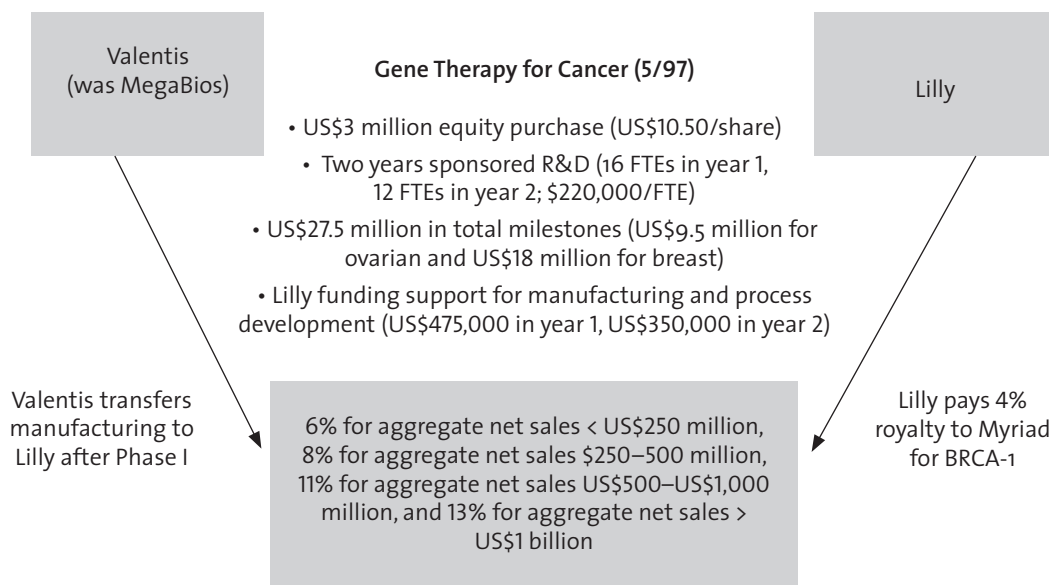 Valentis
(was MegaBios)
Gene Therapy for Cancer (5/97)
Lilly
• US$3 million equity purchase (US$10.50/share)
• Two years sponsored R&D (16 FTEs in year 1,
12 FTEs in year 2; $220,000/FTE)
• US$27.5 million in total milestones (US$9.5 million for
ovarian and US$18 million for breast)
• Lilly funding support for manufacturing and process
development (US$475,000 in year 1, US$350,000 in year 2)
Valentis transfers
manufacturing to
Lilly after Phase I
6% for aggregate net sales < US$250 million,
8% for aggregate net sales $250–500 million,
11% for aggregate net sales US$500–US$1,000
million, and 13% for aggregate net sales >
US$1 billion
Lilly pays 4%
royalty to Myriad
for BRCA-1